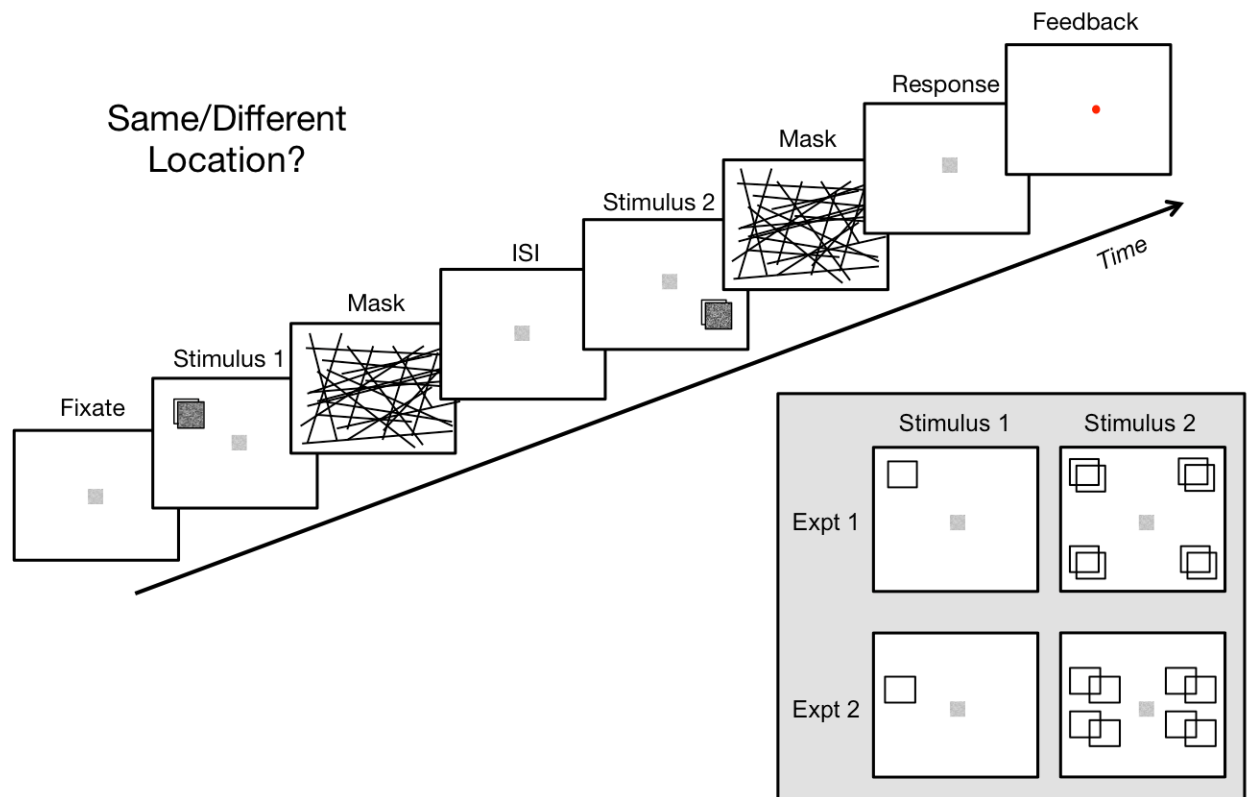 Same/Different
Location?
Fixate
Stimulus 1
Mask
ISI
Stimulus 2
Mask
Response
Feedback
Time
Stimulus 1 Stimulus 2
Expt 1
Expt 2